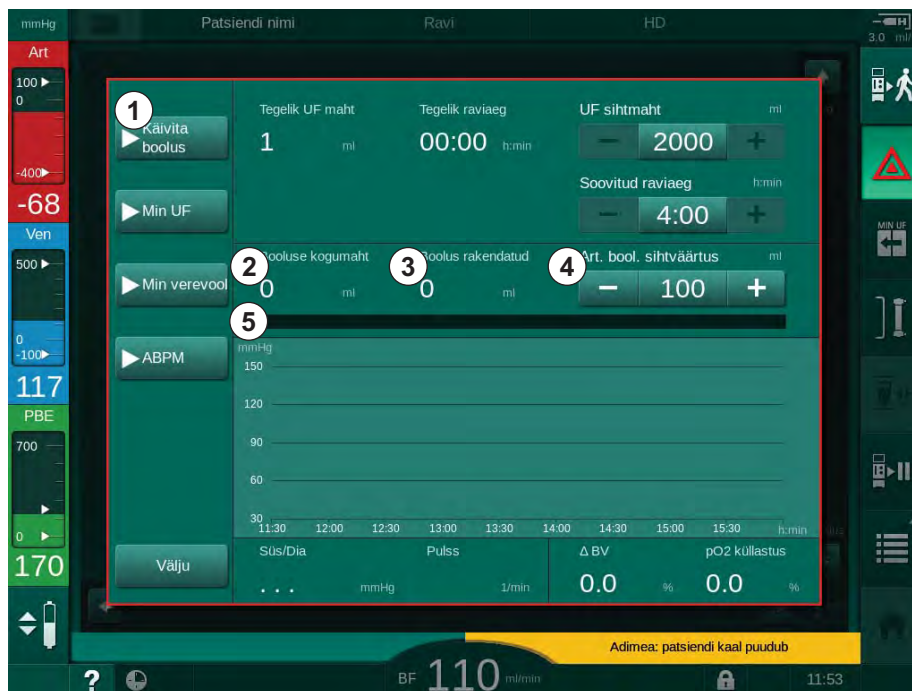 mmHg Patsiendi nimi Ravi HD
3.0 ml/
Art
100
0
-400
-68
Ven
500
0
-100
117
PBE
700
0
170
1
Käivita
boolus
Min UF
Min verevool
ABPM
Välju
Tegelik UF maht Tegelik raviaeg UF sihtmaht ml
1 ml 00:00 h:min − 2000 +
Soovitud raviaeg h:min
− 4:00 +
2 Booluse kogumaht 3 Boolus rakendatud 4 Art. bool. sihtväärtus ml
0 ml 0 ml − 100 +
5
mmHg
150
120
90
60
30
11:30 12:00 12:30 13:00 13:30 14:00 14:30 15:00 15:30 h:min
Süs/Dia Pulss Δ BV pO2 küllastus
. . . mmHg 1/min 0.0 % 0.0 %
MIN UF
Adimea: patsiendi kaal puudub
? BF 110 ml/min 11:53